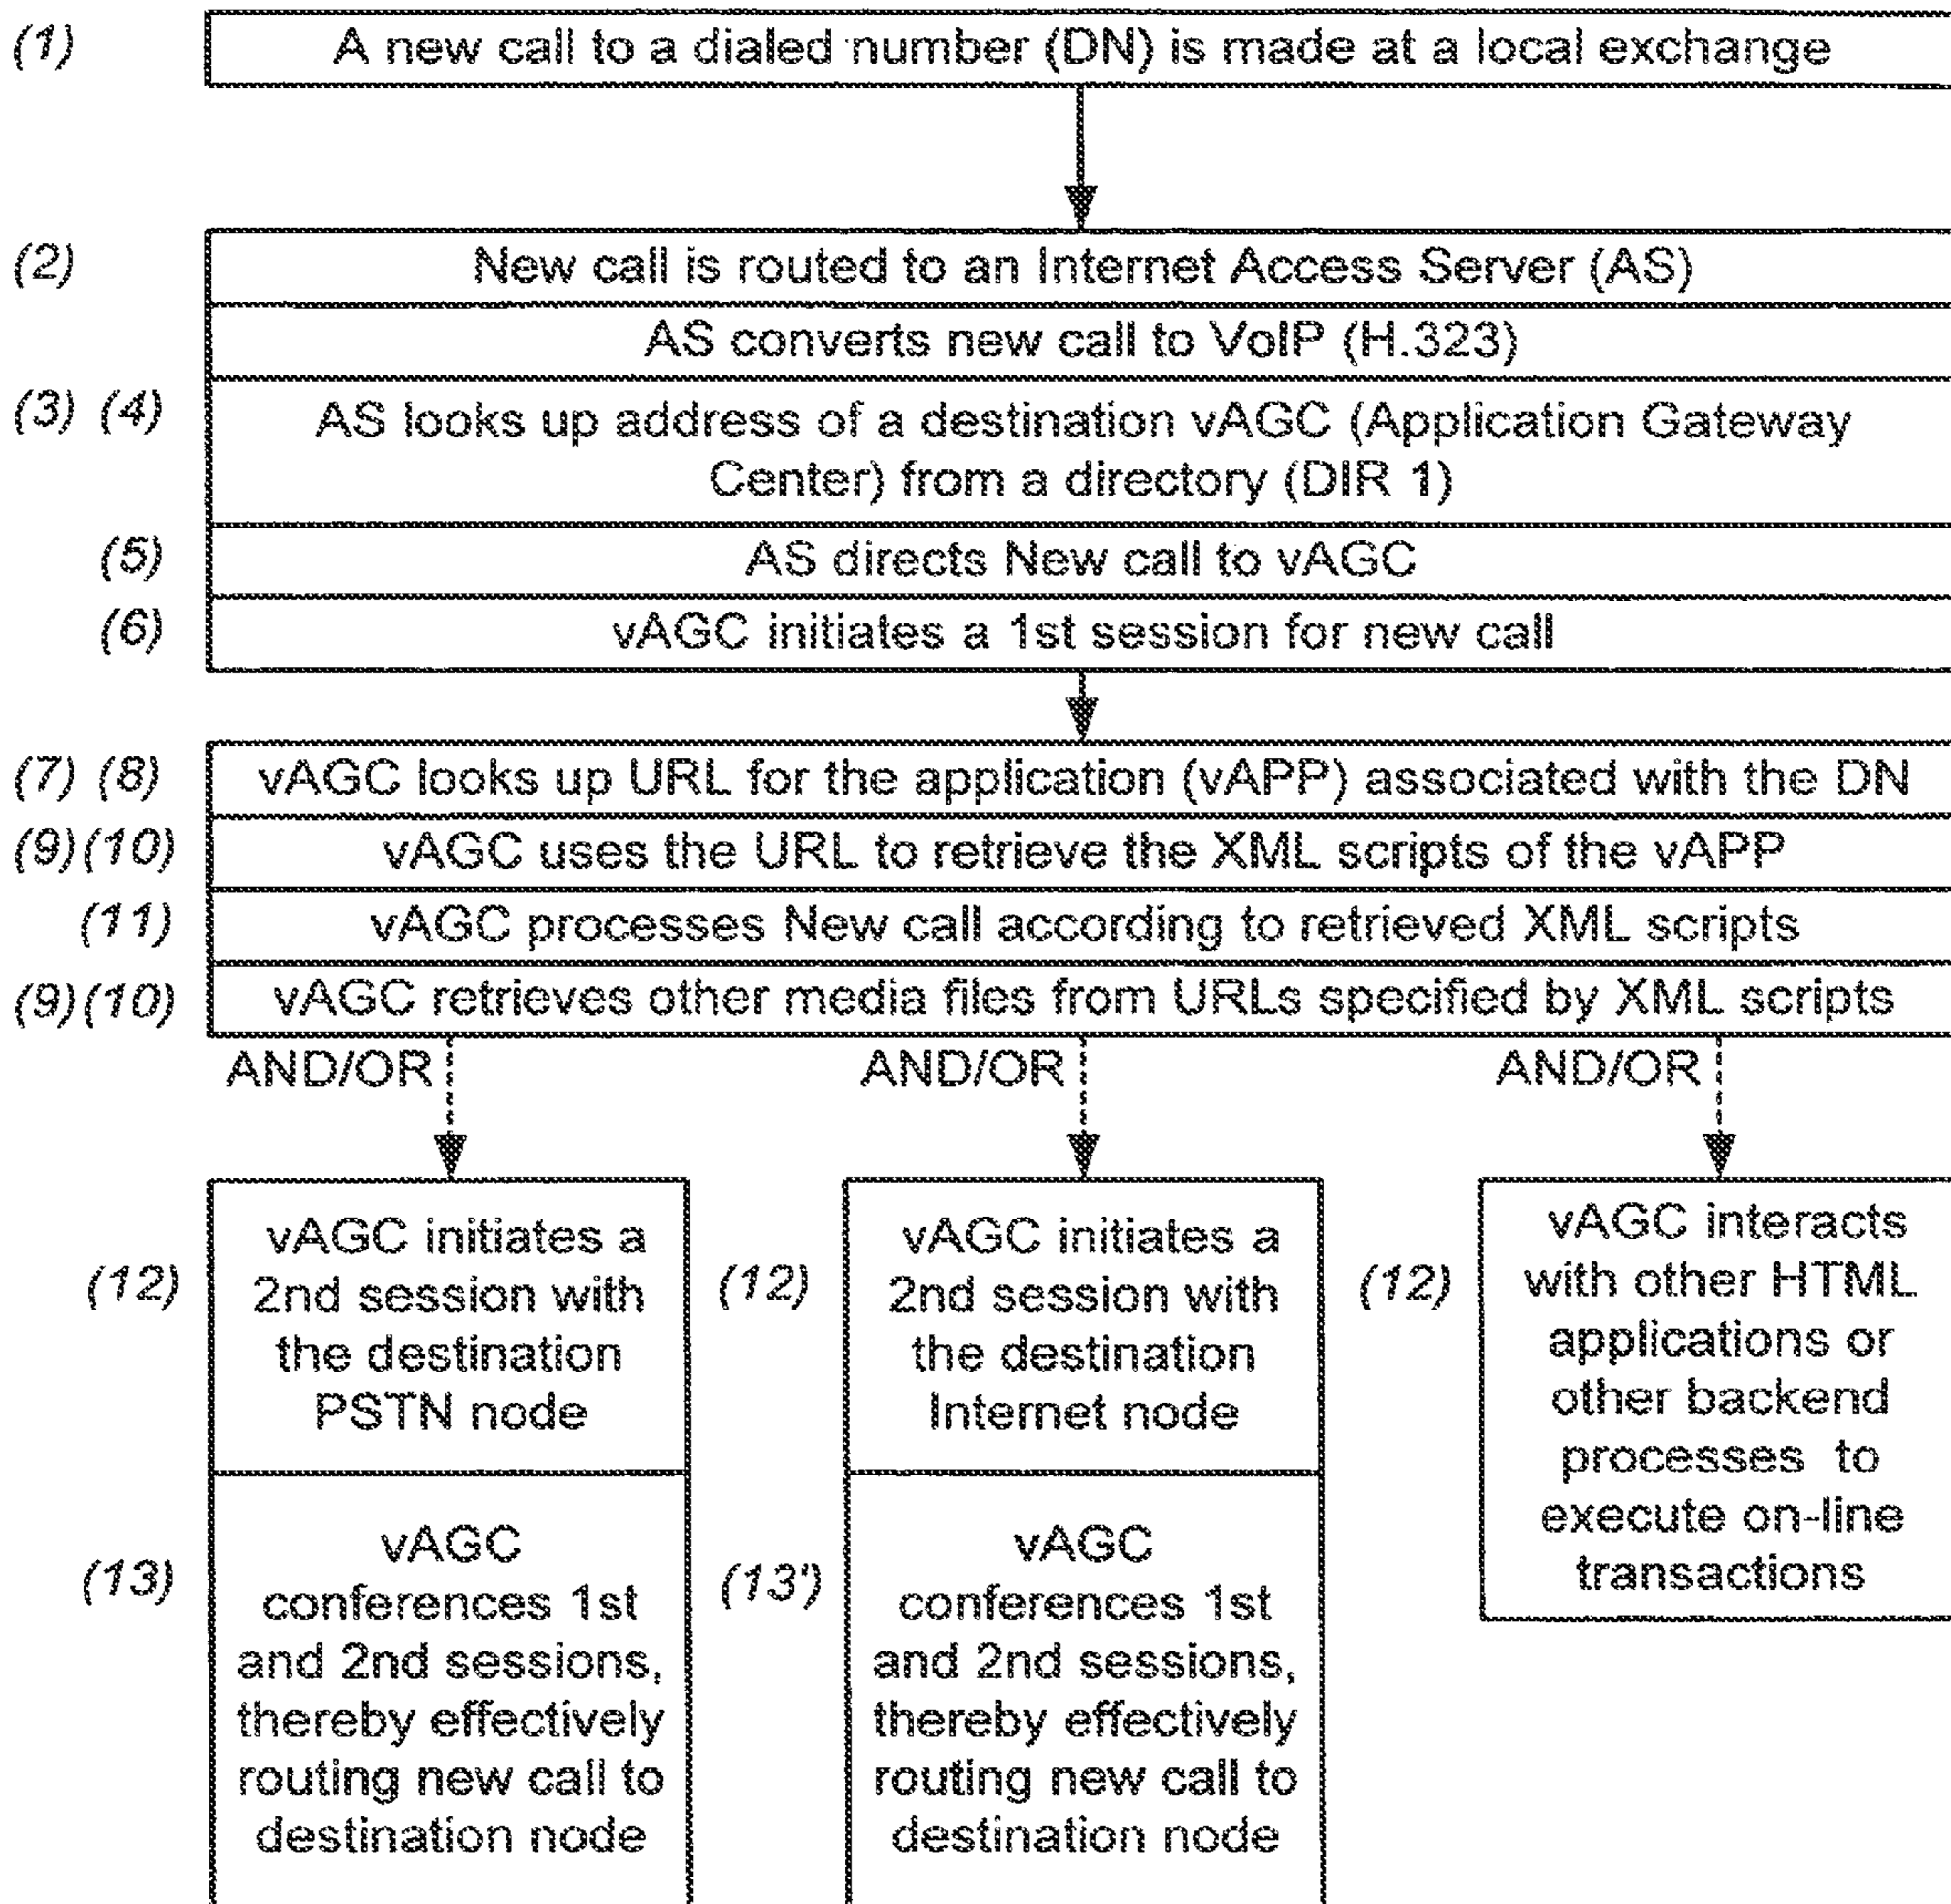 (1) A new call to a dialed number (DN) is made at a local exchange
(2) New call is routed to an Internet Access Server (AS)
AS converts new call to VoIP (H.323)
(3) (4) AS looks up address of a destination vAGC (Application Gateway
Center) from a directory (DIR 1)
(5) AS directs New call to vAGC
(6) vAGC initiates a 1st session for new call
(7) (8) vAGC looks up URL for the application (vAPP) associated with the DN
(9)(10) vAGC uses the URL to retrieve the XML scripts of the vAPP
(11) vAGC processes New call according to retrieved XML scripts
(9)(10) vAGC retrieves other media files from URLs specified by XML scripts
AND/OR
AND/OR
AND/OR
(12)
vAGC initiates a
2nd session with
the destination
PSTN node
(13)
vAGC
conferences 1st
and 2nd sessions,
thereby effectively
routing new call to
destination node
(12)
vAGC initiates a
2nd session with
the destination
Internet node
(13')
vAGC
conferences 1st
and 2nd sessions,
thereby effectively
routing new call to
destination node
(12)
vAGC interacts
with other HTML
applications or
other backend
processes to
execute on-line
transactions